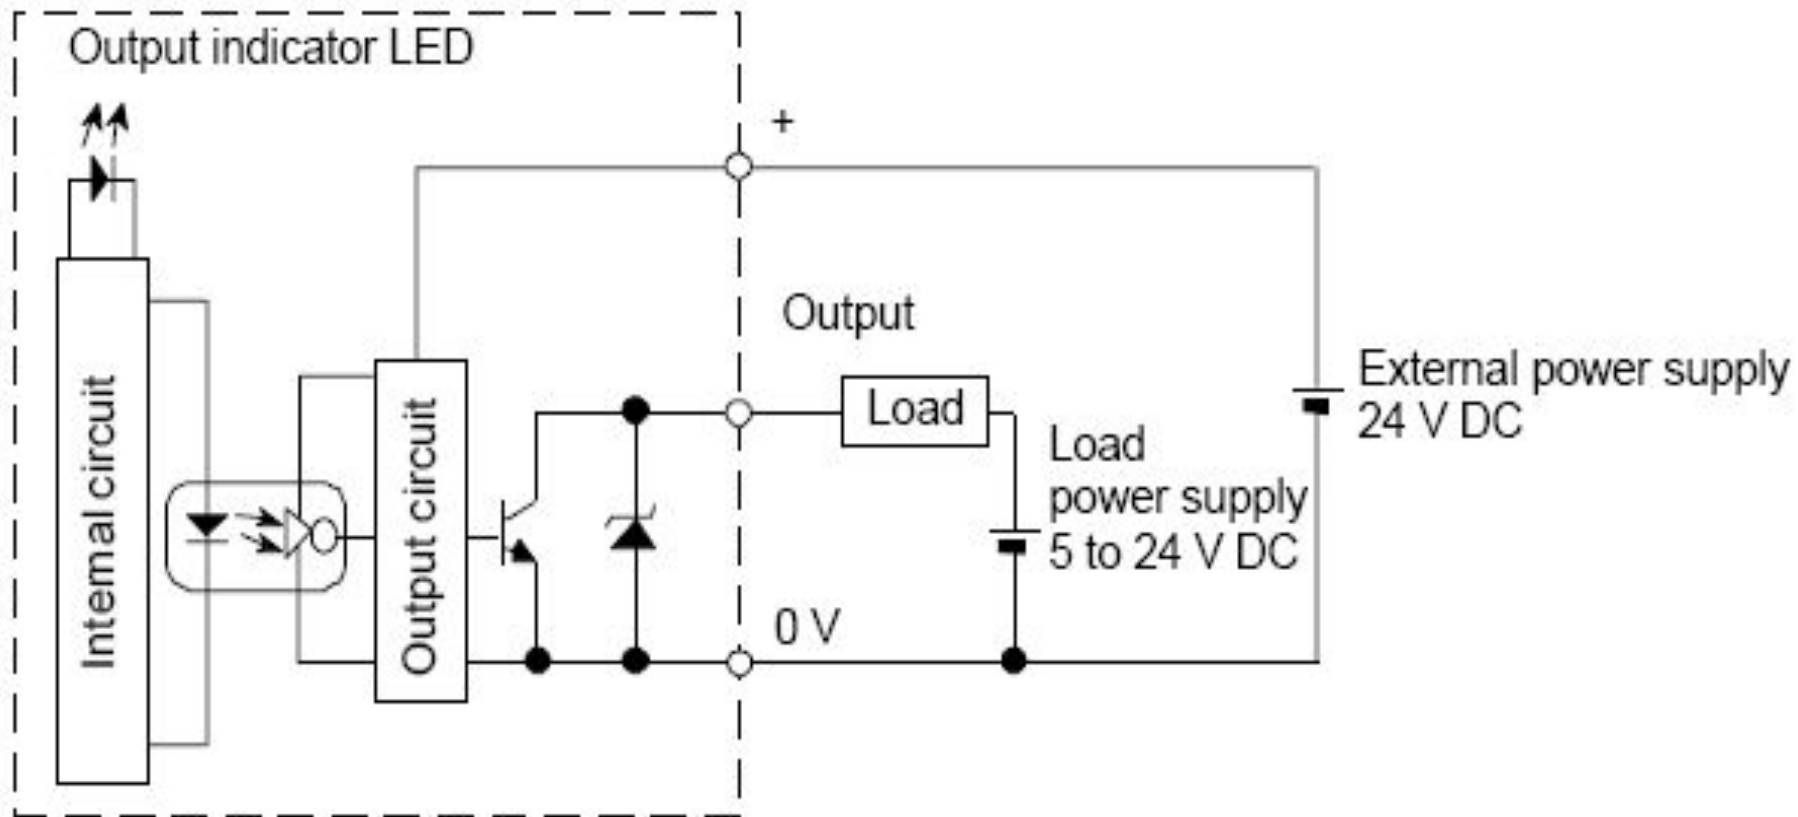 Output indicator LED
+
Output
Load
External power supply
24 V DC
Load
power supply
5 to 24 V DC
Internal circuit
Output circuit
0 V